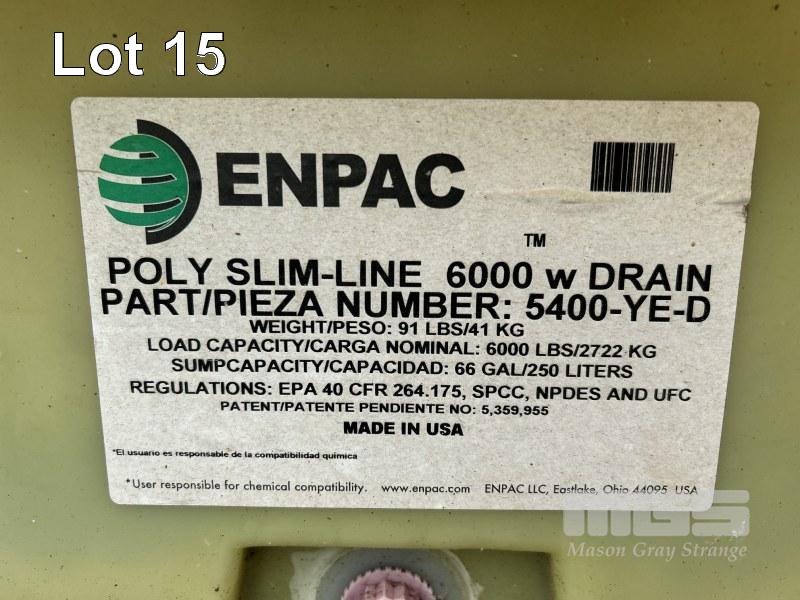 Lot 15
ENPAC
TM
POLY SLIM-LINE 6000 w DRAIN
PART/PIEZA NUMBER: 5400-YE-D
WEIGHT/PESO: 91 LBS/41 KG
LOAD CAPACITY/CARGA NOMINAL: 6000 LBS/2722 KG
SUMPCAPACITY/CAPACIDAD: 66 GAL/250 LITERS
REGULATIONS: EPA 40 CFR 264.175, SPCC, NPDES AND UFC
PATENT/PATENTE PENDIENTE NO: 5,359,955
MADE IN USA
*El usuario es responsable de la compatibilidad química
*User responsible for chemical compatibility. www.enpac.com ENPAC LLC, Eastlake, Ohio 44095 USA
MGS
Mason Gray Strange